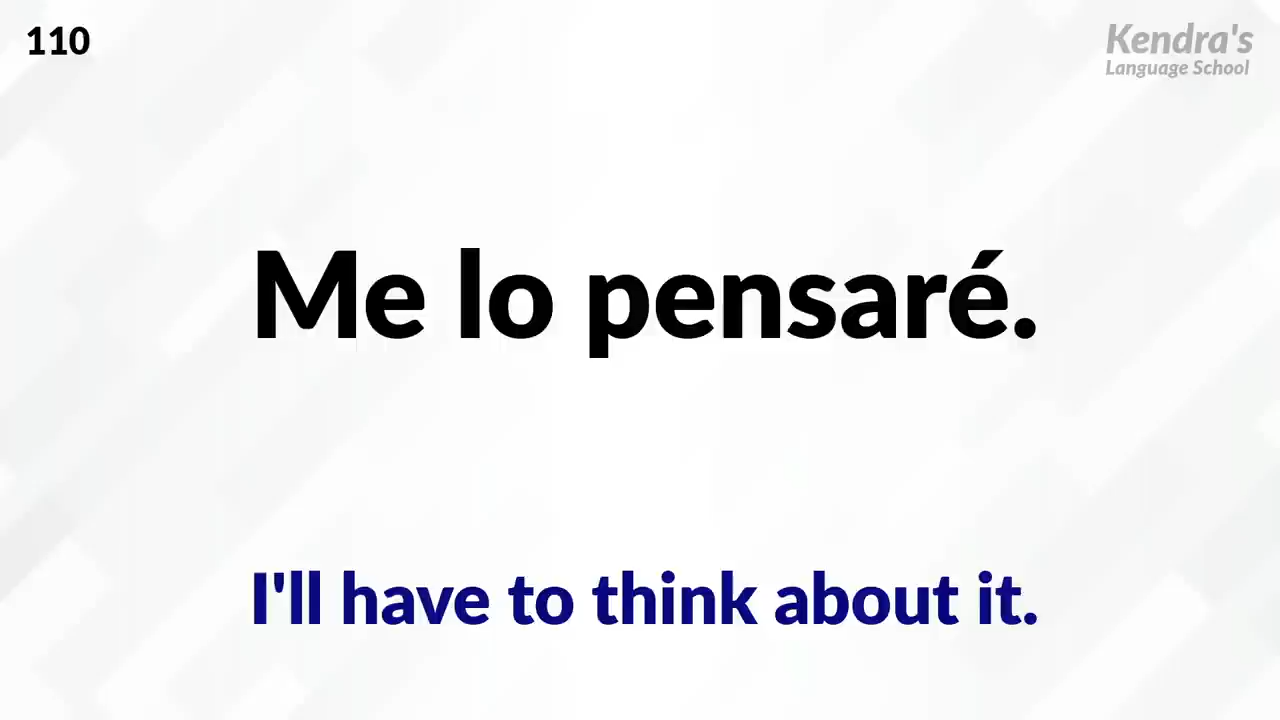 110
Kendra's
Language School
Me lo pensaré.
I'll have to think about it.